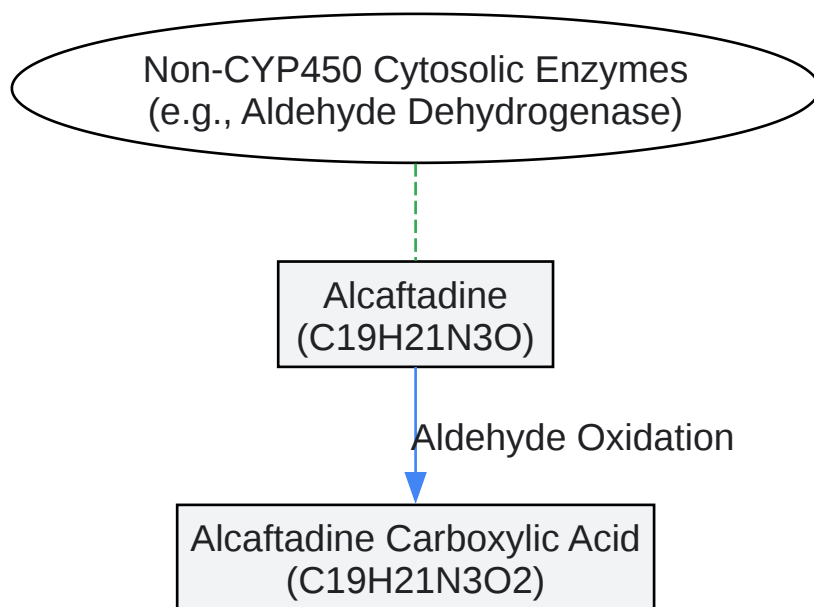 Non-CYP450 Cytosolic Enzymes
(e.g., Aldehyde Dehydrogenase)
Alcaftadine
(C19H21N3O)
Aldehyde Oxidation
Alcaftadine Carboxylic Acid
(C19H21N3O2)